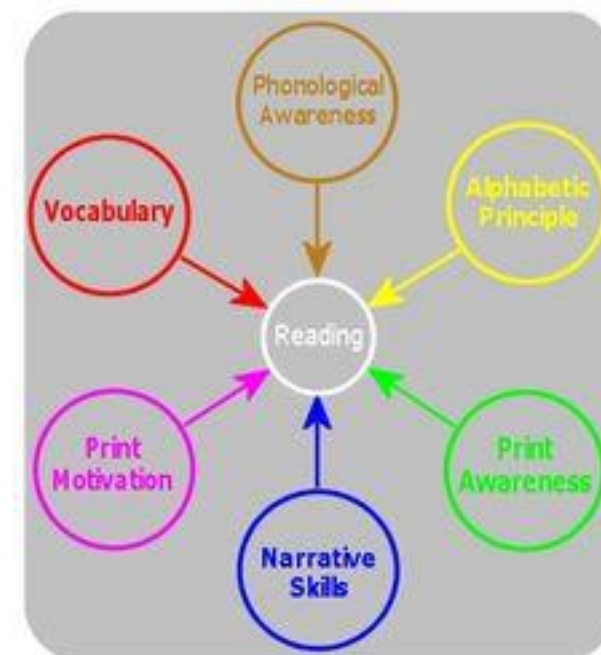 Phonological
Awareness
Vocabulary
Alphabetic
Principle
Reading
Print
Motivation
Print
Awareness
Narrative
Skills